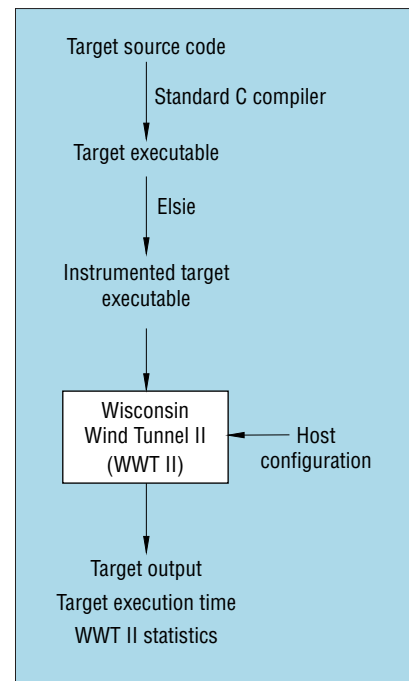 Target source code
Standard C compiler
Target executable
Elsie
Instrumented target
executable
Wisconsin
Wind Tunnel II
(WWT II)
Host
configuration
Target output
Target execution time
WWT II statistics